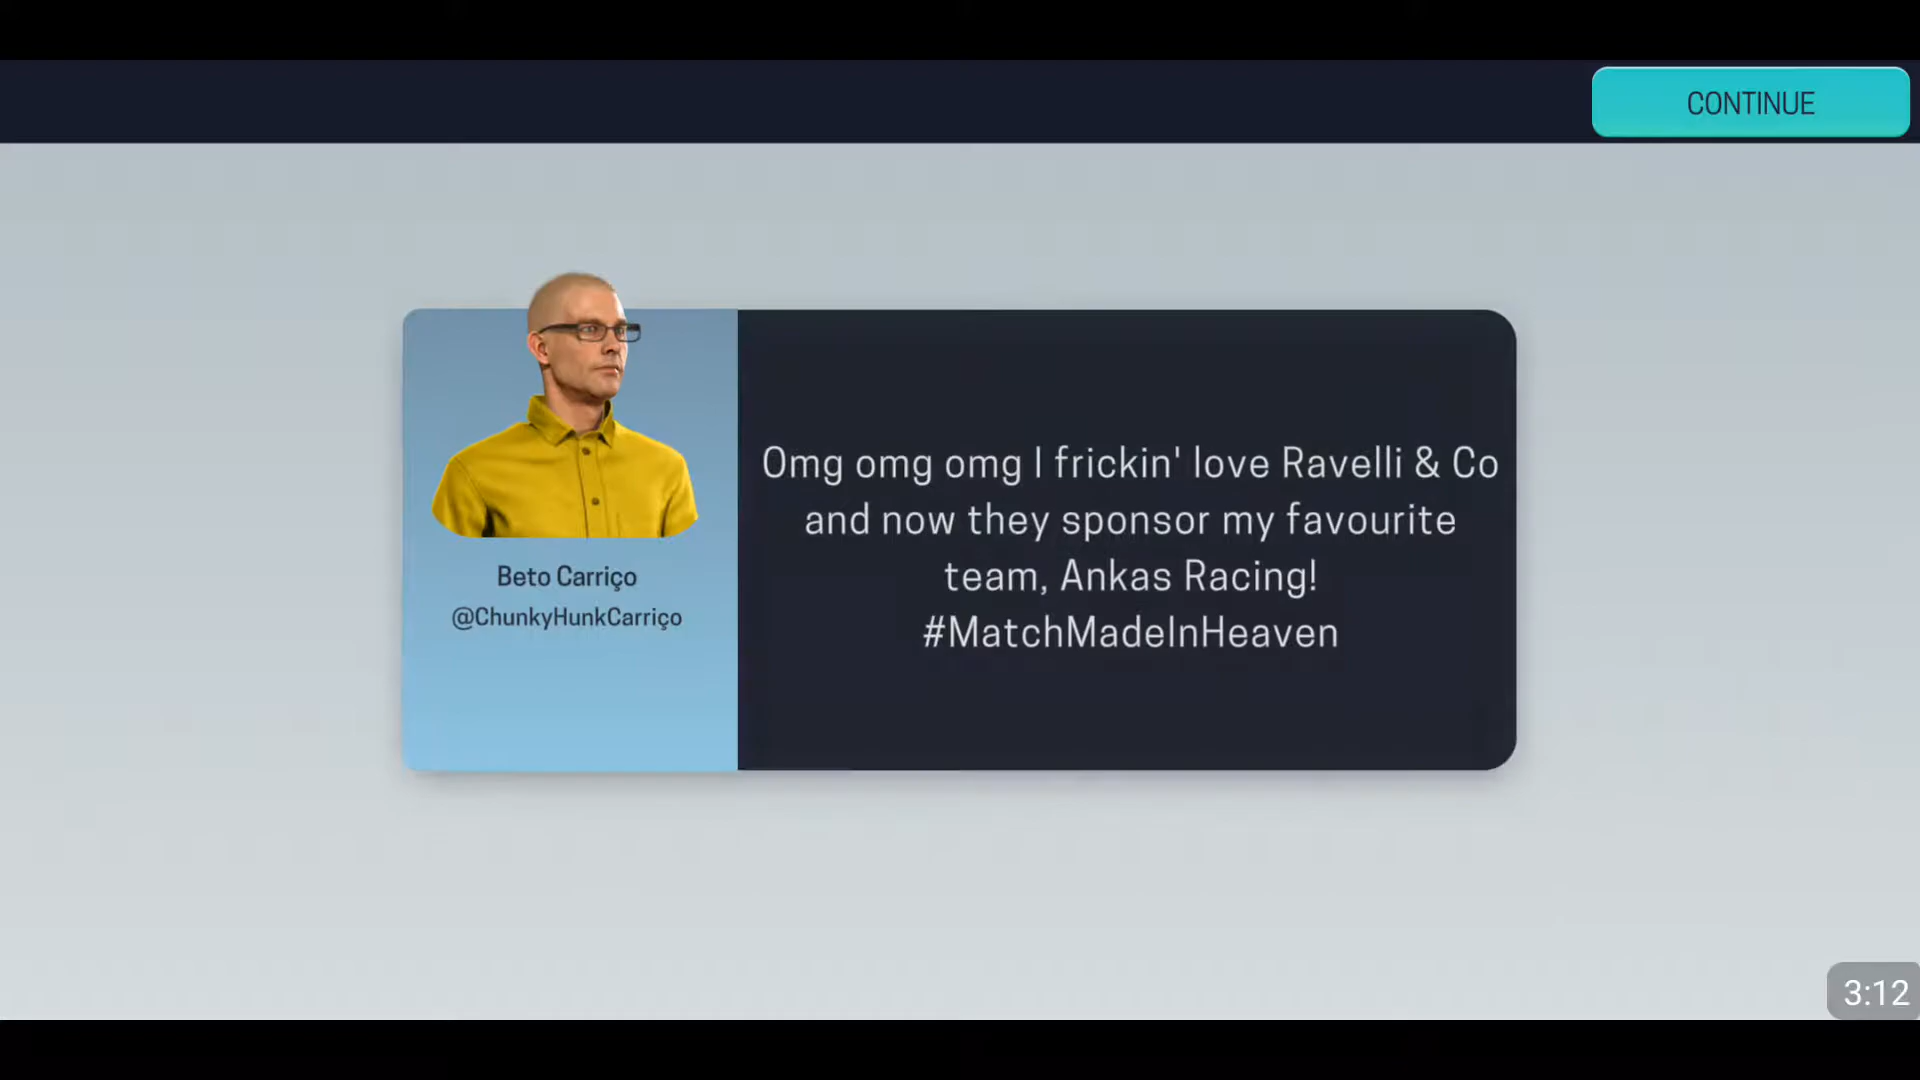 CONTINUE
Omg omg omg I frickin' love Ravelli & Co
and now they sponsor my favourite
team, Ankas Racing!
#MatchMadeInHeaven
Beto Carriço
@ChunkyHunkCarriço
3:12